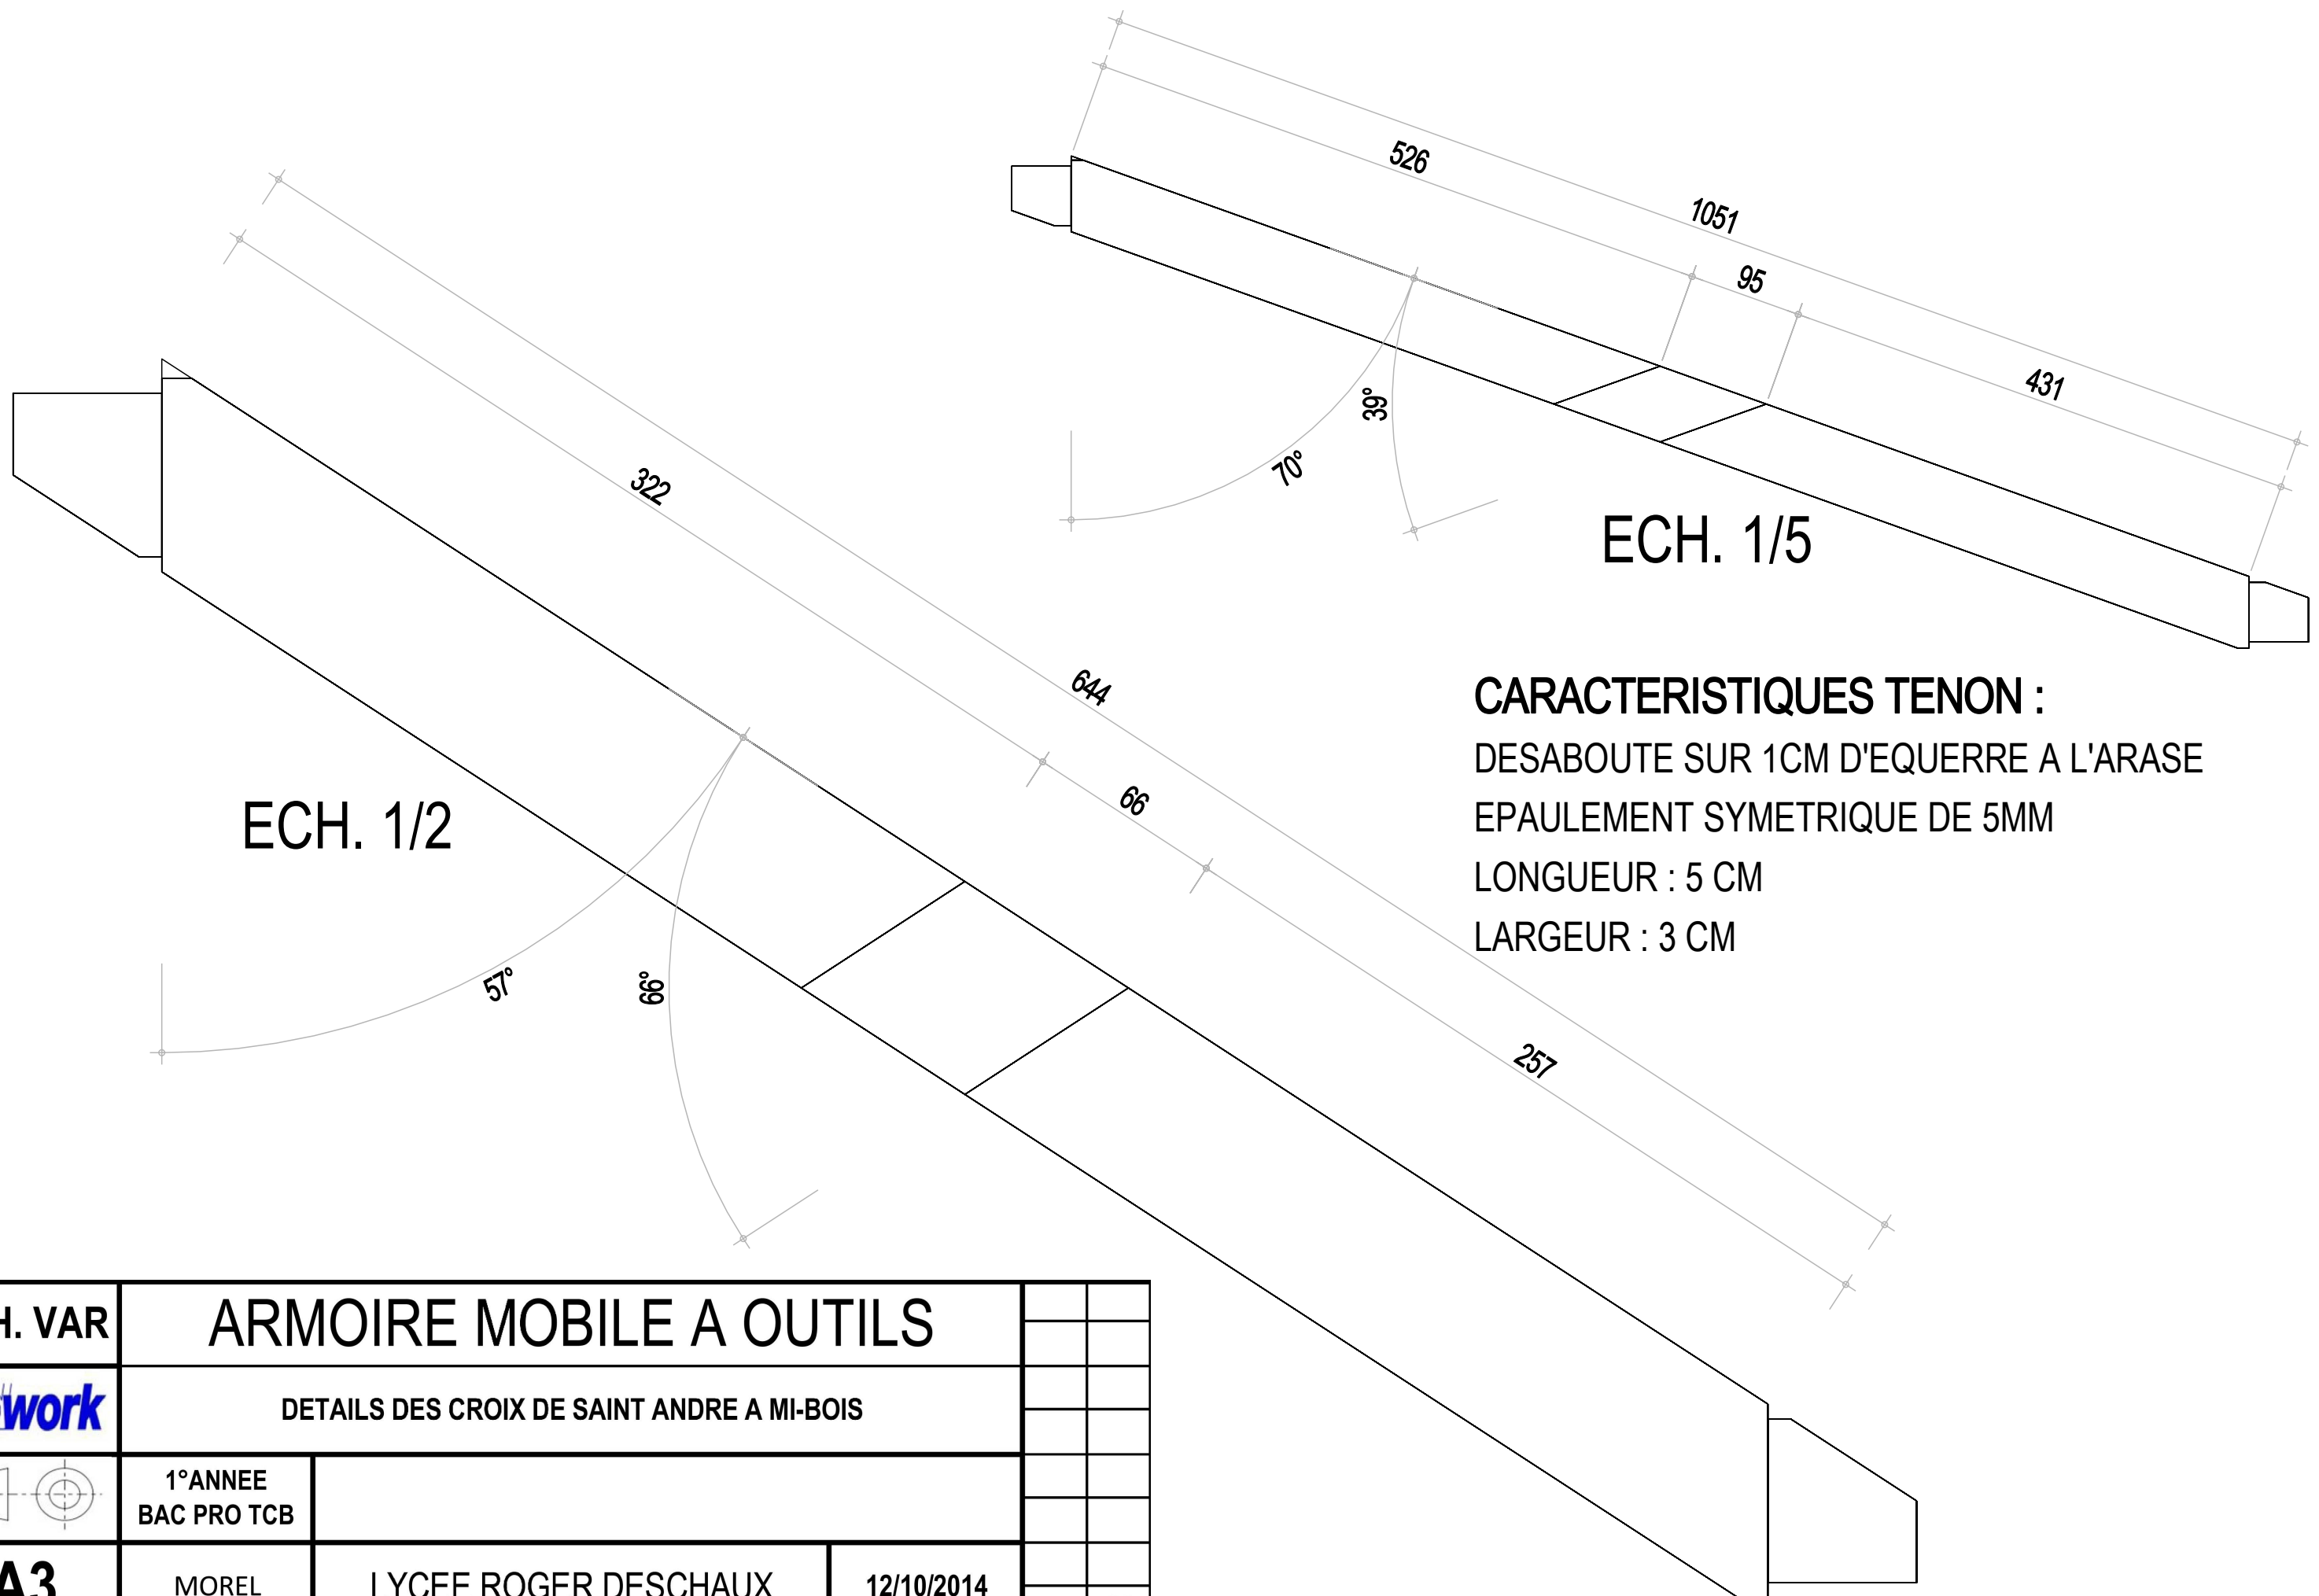 526
1051
95
431
39°
70°
ECH. 1/5
322
644
66
257
57°
66°
ECH. 1/2
CARACTERISTIQUES TENON :
DESABOUTE SUR 1CM D'EQUERRE A L'ARASE
EPAULEMENT SYMETRIQUE DE 5MM
LONGUEUR : 5 CM
LARGEUR : 3 CM
H. VAR
ARMOIRE MOBILE A OUTILS
work
DETAILS DES CROIX DE SAINT ANDRE A MI-BOIS
1°ANNEE
BAC PRO TCB
A3
MOREL
LYCEE ROGER DESCHAUX
12/10/2014